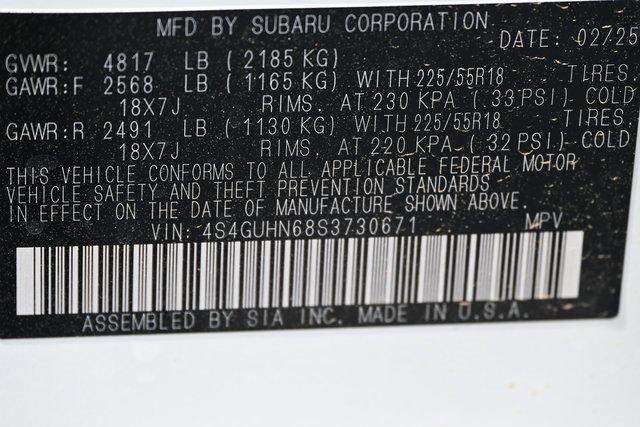 MFD BY SUBARU CORPORATION
DATE: 02/25
GVWR: 4817 LB (2185 KG)
GAWR:F 2568 LB (1165 KG) WITH 225/55R18 TIRES.
18X7J RIMS. AT 230 KPA (33 PSI) COLD
GAWR:R 2491 LB (1130 KG) WITH 225/55R18 TIRES.
18X7J RIMS. AT 220 KPA (32 PSI) COLD
THIS VEHICLE CONFORMS TO ALL APPLICABLE FEDERAL MOTOR
VEHICLE SAFETY AND THEFT PREVENTION STANDARDS
IN EFFECT ON THE DATE OF MANUFACTURE SHOWN ABOVE.
VIN: 4S4GUHN68S3730671 MPV
ASSEMBLED BY SIA INC. MADE IN U.S.A.